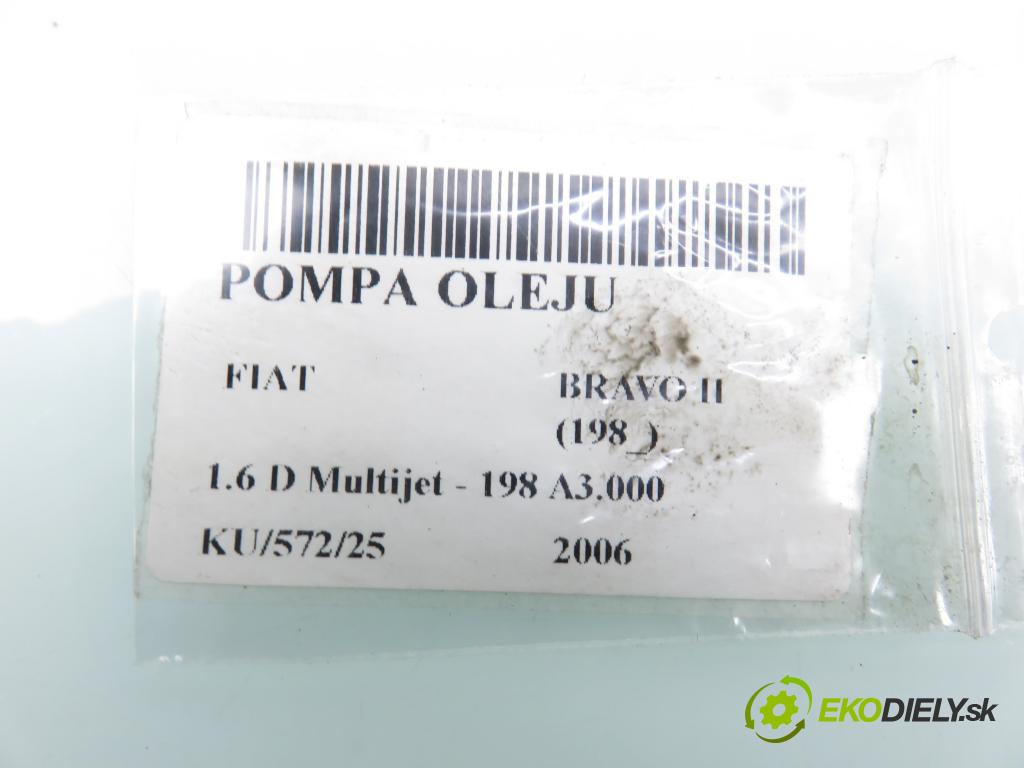 POMPA OLEJU
FIAT BRAVO II
(198_)
1.6 D Multijet - 198 A3.000
KU/572/25 2006
EKODIELY.sk